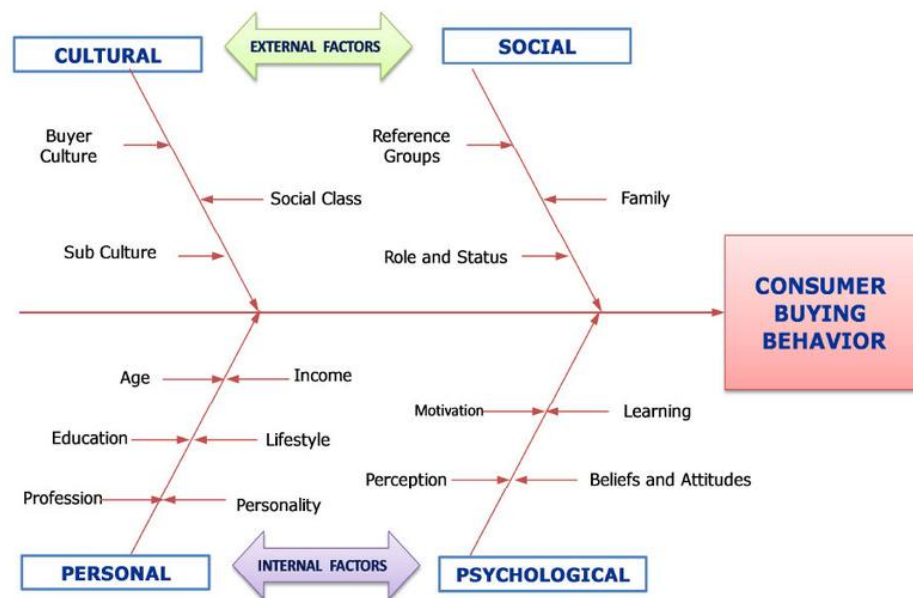 EXTERNAL FACTORS
CULTURAL
SOCIAL
Buyer
Culture
Reference
Groups
Social Class
Family
Sub Culture
Role and Status
CONSUMER
BUYING
BEHAVIOR
Age
Income
Motivation
Learning
Education
Lifestyle
Perception
Beliefs and Attitudes
Profession
Personality
INTERNAL FACTORS
PERSONAL
PSYCHOLOGICAL